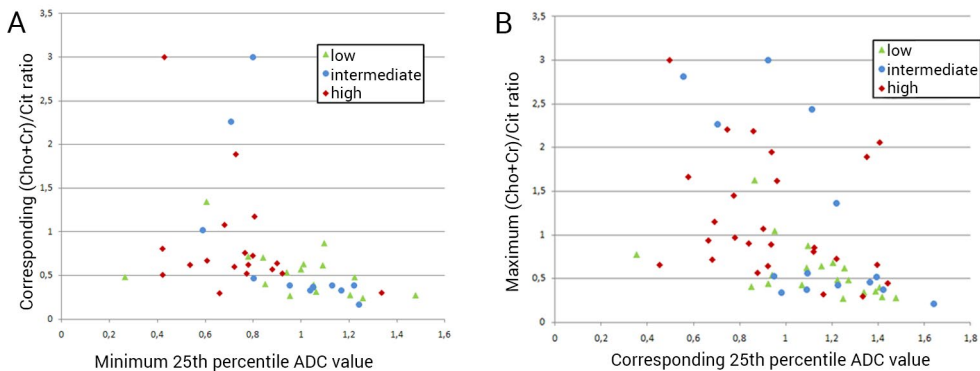 A
Corresponding (Cho+Cr)/Cit ratio
3,5
3
2,5
2
1,5
1
0,5
0
0
0,2
0,4
0,6
0,8
1
1,2
1,4
1,6
low
intermediate
high
Minimum 25th percentile ADC value
B
Maximum (Cho+Cr)/Cit ratio
3,5
3
2,5
2
1,5
1
0,5
0
0
0,2
0,4
0,6
0,8
1
1,2
1,4
1,6
1,8
low
intermediate
high
Corresponding 25th percentile ADC value